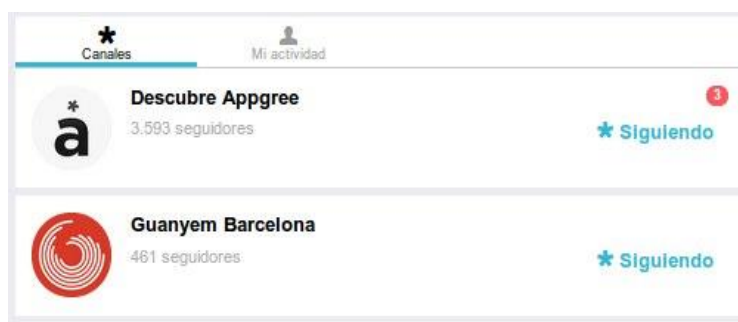 Canales
Mi actividad
Descubre Appgree
3
3.593 seguidores
* Siguiendo
å
Guanyem Barcelona
461 seguidores
* Siguiendo